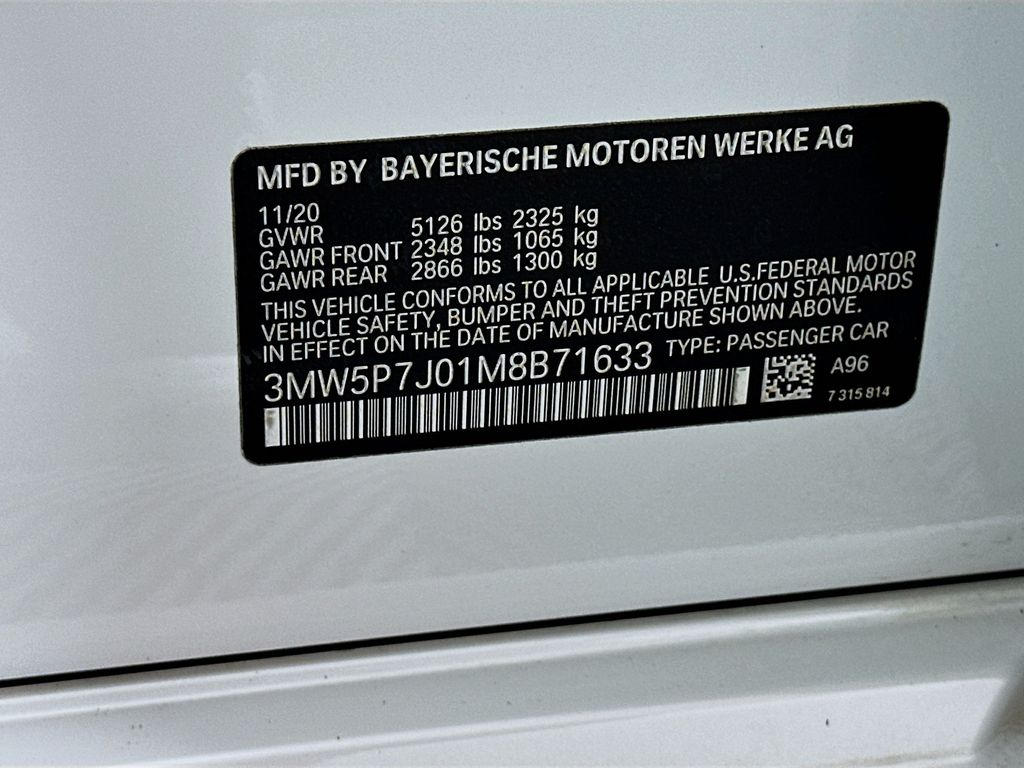 MFD BY BAYERISCHE MOTOREN WERKE AG
11/20
GVWR 5126 lbs 2325 kg
GAWR FRONT 2348 lbs 1065 kg
GAWR REAR 2866 lbs 1300 kg
THIS VEHICLE CONFORMS TO ALL APPLICABLE U.S.FEDERAL MOTOR
VEHICLE SAFETY, BUMPER AND THEFT PREVENTION STANDARDS
IN EFFECT ON THE DATE OF MANUFACTURE SHOWN ABOVE.
3MW5P7J01M8B71633 TYPE: PASSENGER CAR
A96
7 315 814